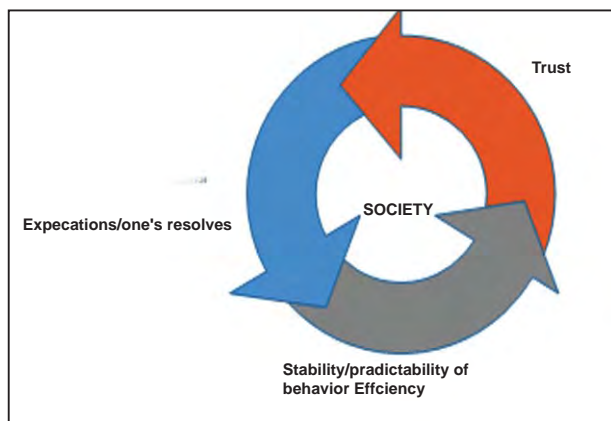 Trust
SOCIETY
Expecations/one's resolves
Stability/pradictability of
behavior Effciency